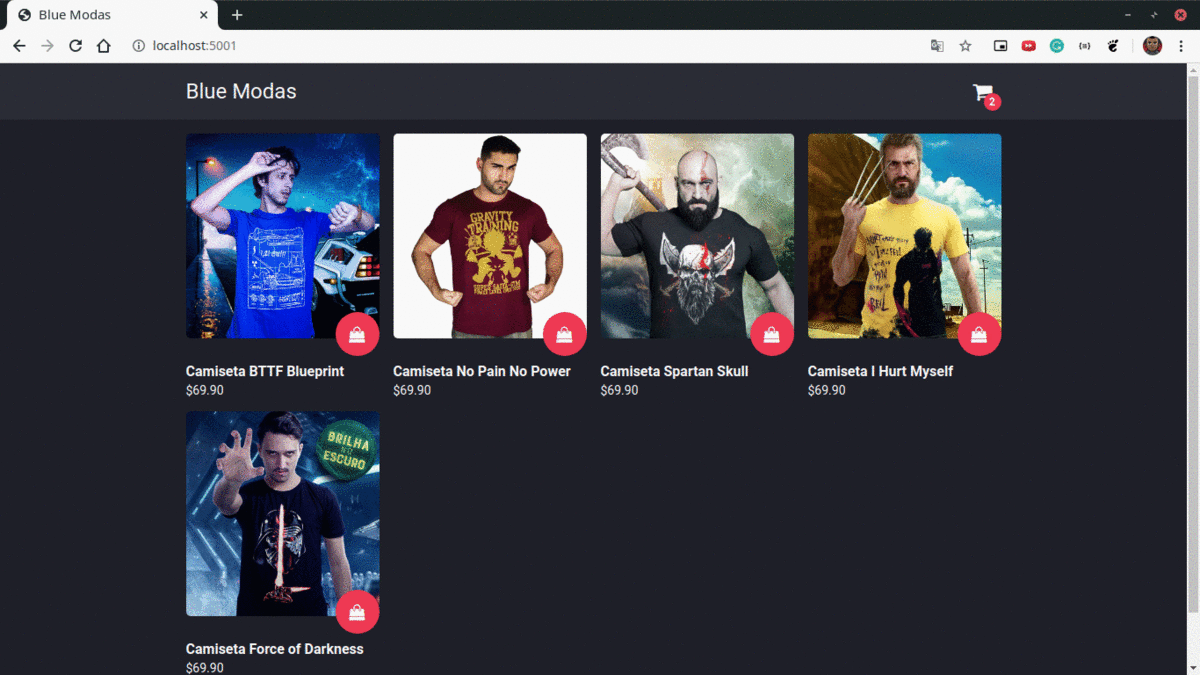 Blue Modas
localhost:5001
Blue Modas
2
GRAVITY
TRAINING
Camiseta BTTF Blueprint
$69.90
Camiseta No Pain No Power
$69.90
Camiseta Spartan Skull
$69.90
Camiseta I Hurt Myself
$69.90
BRILHA
NO
ESCURO
Camiseta Force of Darkness
$69.90